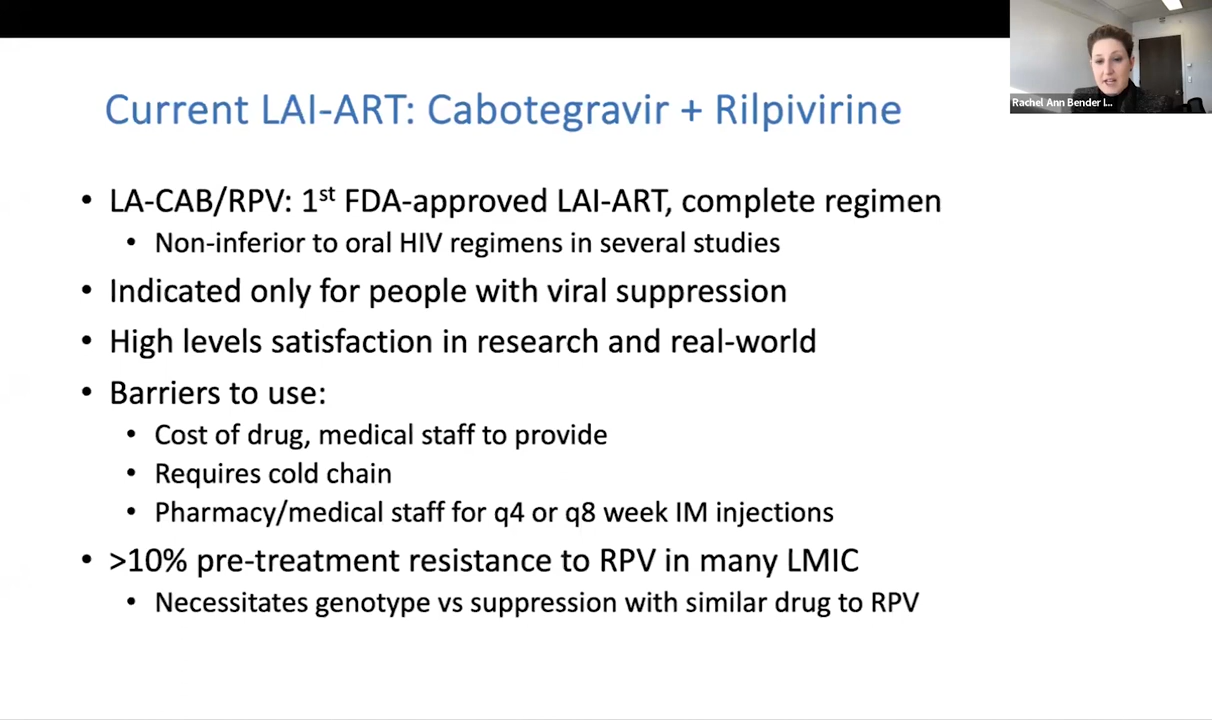 Current LAI-ART: Cabotegravir + Rilpivirine
Rachel Ann Bender I...
• LA-CAB/RPV: 1st FDA-approved LAI-ART, complete regimen
• Non-inferior to oral HIV regimens in several studies
• Indicated only for people with viral suppression
• High levels satisfaction in research and real-world
• Barriers to use:
• Cost of drug, medical staff to provide
• Requires cold chain
• Pharmacy/medical staff for q4 or q8 week IM injections
• >10% pre-treatment resistance to RPV in many LMIC
• Necessitates genotype vs suppression with similar drug to RPV